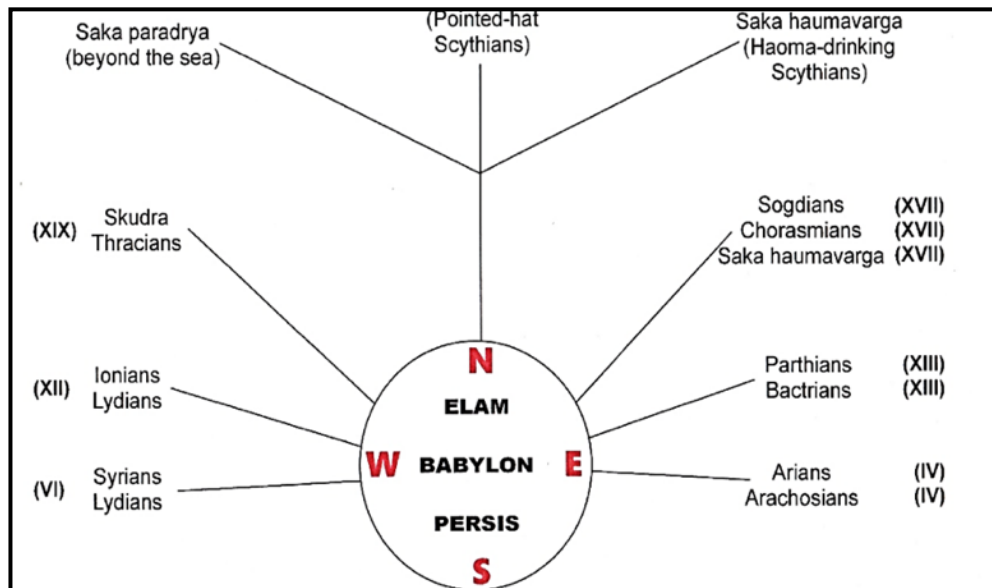 Saka paradrya
(beyond the sea)
(Pointed-hat
Scythians)
Saka haumavarga
(Haoma-drinking
Scythians)
(XIX) Skudra
Thracians
Sogdians (XVII)
Chorasmians (XVII)
Saka haumavarga (XVII)
(XII) Ionians
Lydians
Parthians (XIII)
Bactrians (XIII)
(VI) Syrians
Lydians
Arians (IV)
Arachosians (IV)
N
ELAM
W BABYLON E
PERSIS
S